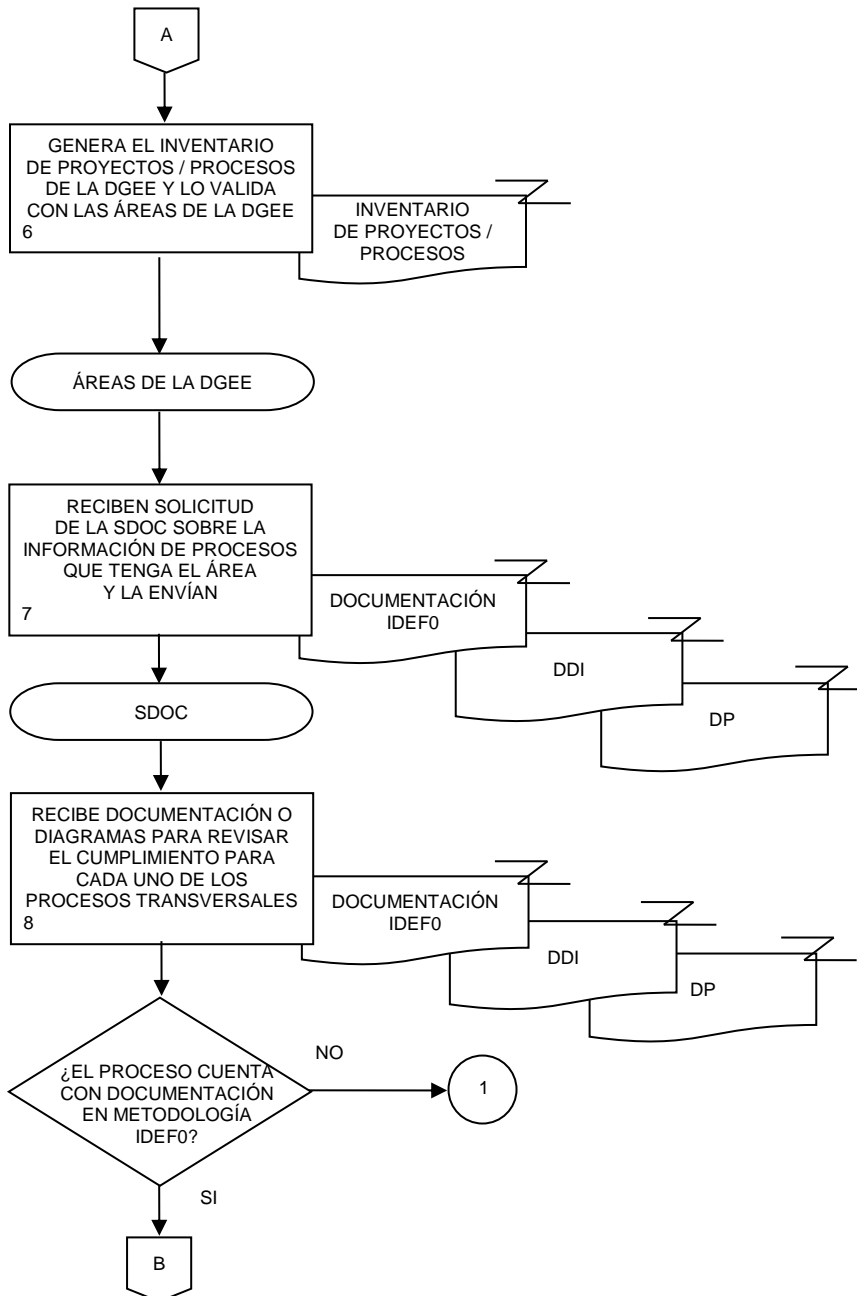 A
GENERA EL INVENTARIO
DE PROYECTOS / PROCESOS
DE LA DGEE Y LO VALIDA
CON LAS ÁREAS DE LA DGEE
6
INVENTARIO
DE PROYECTOS /
PROCESOS
ÁREAS DE LA DGEE
RECIBEN SOLICITUD
DE LA SDOC SOBRE LA
INFORMACIÓN DE PROCESOS
QUE TENGA EL ÁREA
Y LA ENVÍAN
7
DOCUMENTACIÓN
IDEF0
DDI
DP
SDOC
RECIBE DOCUMENTACIÓN O
DIAGRAMAS PARA REVISAR
EL CUMPLIMIENTO PARA
CADA UNO DE LOS
PROCESOS TRANSVERSALES
8
DOCUMENTACIÓN
IDEF0
DDI
DP
¿EL PROCESO CUENTA
CON DOCUMENTACIÓN
EN METODOLOGÍA
IDEF0?
NO
1
SI
B